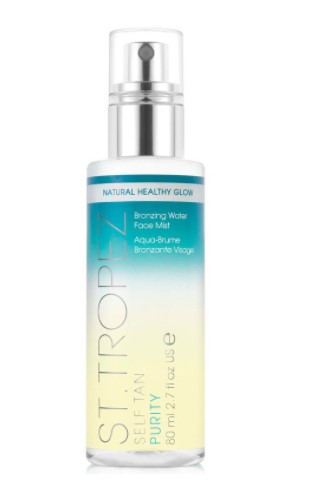 NATURAL HEALTHY GLOW
Bronzing Water
Face Mist
Aqua-Brume
Bronzante Visage
ST.TROPEZ
SELF TAN
PURITY
80 ml 2.7 fl oz US ℮